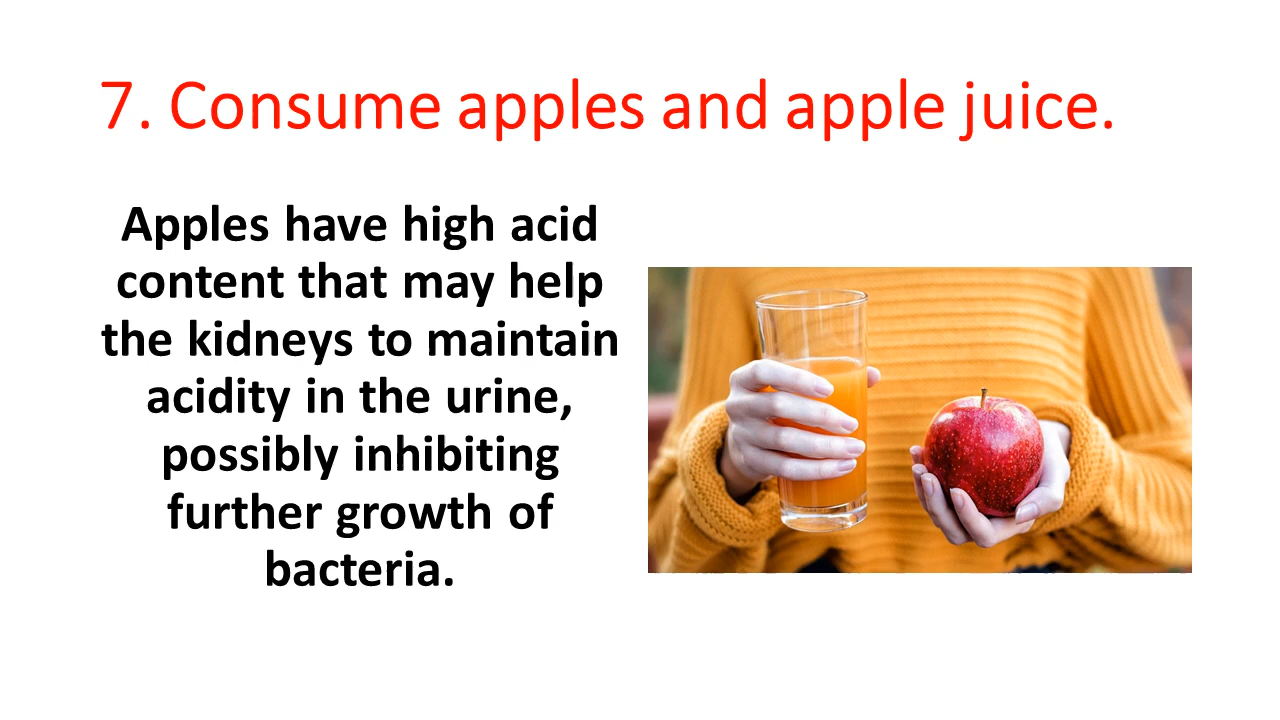 7. Consume apples and apple juice.
Apples have high acid
content that may help
the kidneys to maintain
acidity in the urine,
possibly inhibiting
further growth of
bacteria.